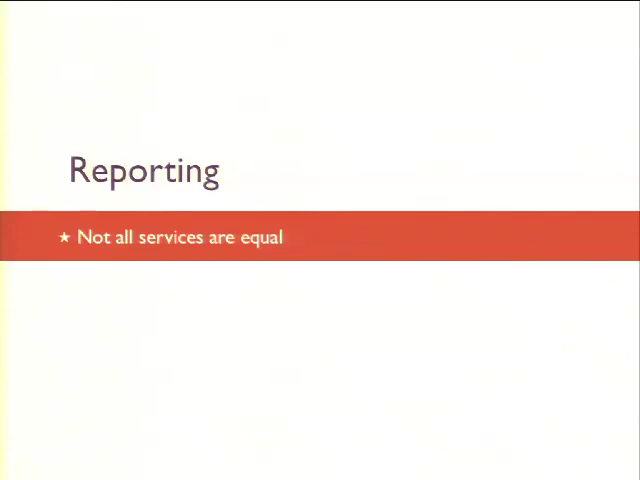 Reporting
★ Not all services are equal